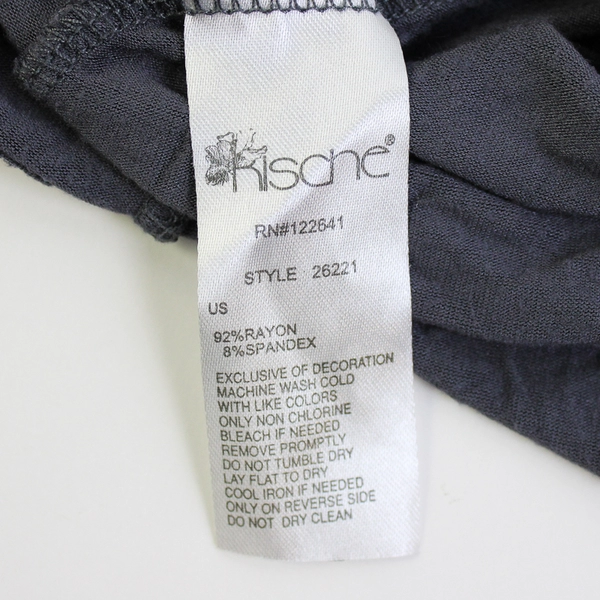 Kische®
RN#122641
STYLE 26221
US
92%RAYON
8%SPANDEX
EXCLUSIVE OF DECORATION
MACHINE WASH COLD
WITH LIKE COLORS
ONLY NON CHLORINE
BLEACH IF NEEDED
REMOVE PROMPTLY
DO NOT TUMBLE DRY
LAY FLAT TO DRY
COOL IRON IF NEEDED
ONLY ON REVERSE SIDE
DO NOT DRY CLEAN